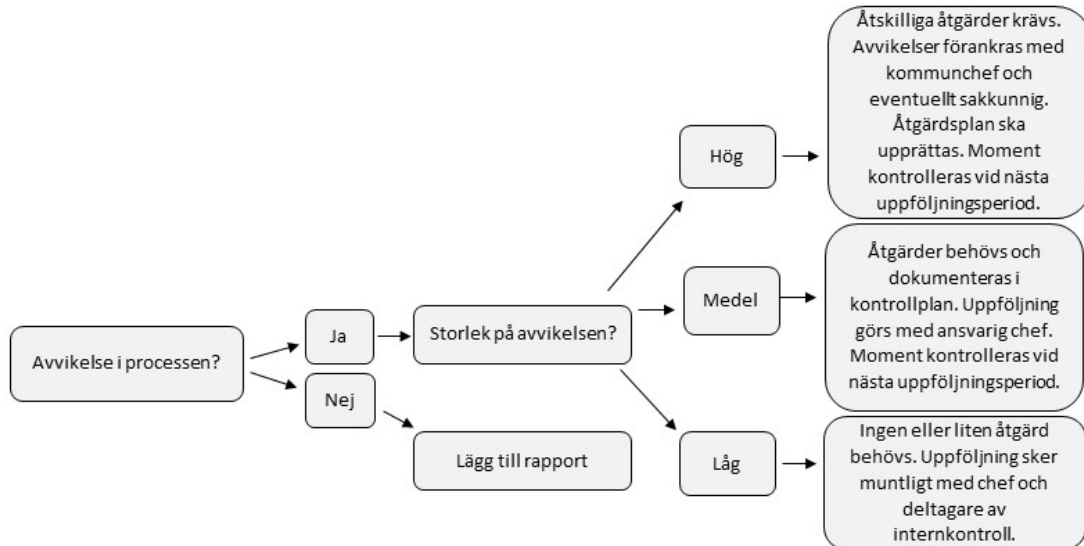 Avvikelse i processen?
Ja
Nej
Storlek på avvikelsen?
Lägg till rapport
Hög
Åtskilliga åtgärder krävs.
Avvikelser förankras med
kommunchef och
eventuellt sakkunnig.
Åtgärdsplan ska
upprättas. Moment
kontrolleras vid nästa
uppföljningsperiod.
Medel
Åtgärder behövs och
dokumenteras i
kontrollplan. Uppföljning
görs med ansvarig chef.
Moment kontrolleras vid
nästa uppföljningsperiod.
Låg
Ingen eller liten åtgärd
behövs. Uppföljning sker
muntligt med chef och
deltagare av
internkontroll.